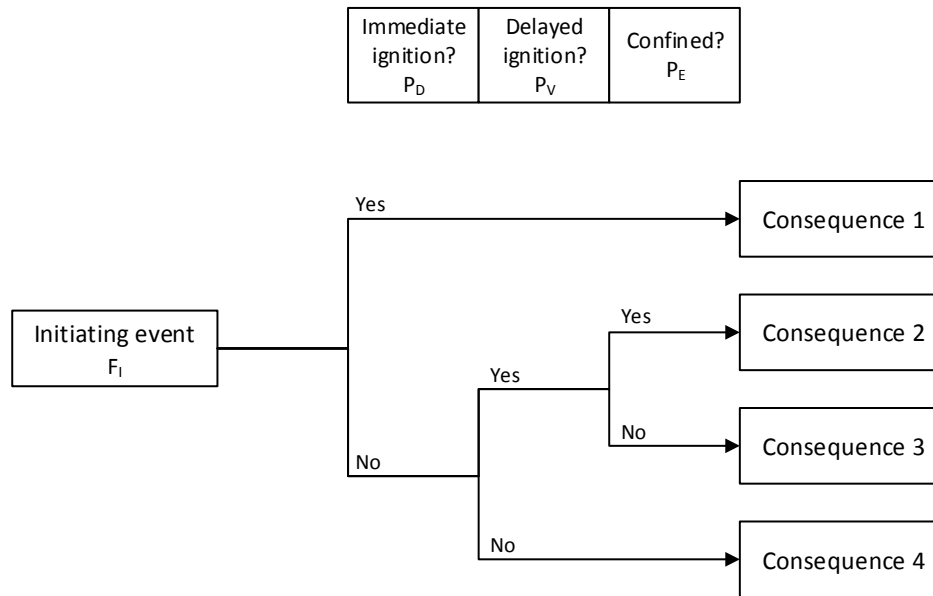 Immediate
ignition?
P_D
Delayed
ignition?
P_V
Confined?
P_E
Yes
Consequence 1
Initiating event
F_I
Yes
Consequence 2
Yes
No
Consequence 3
No
No
Consequence 4